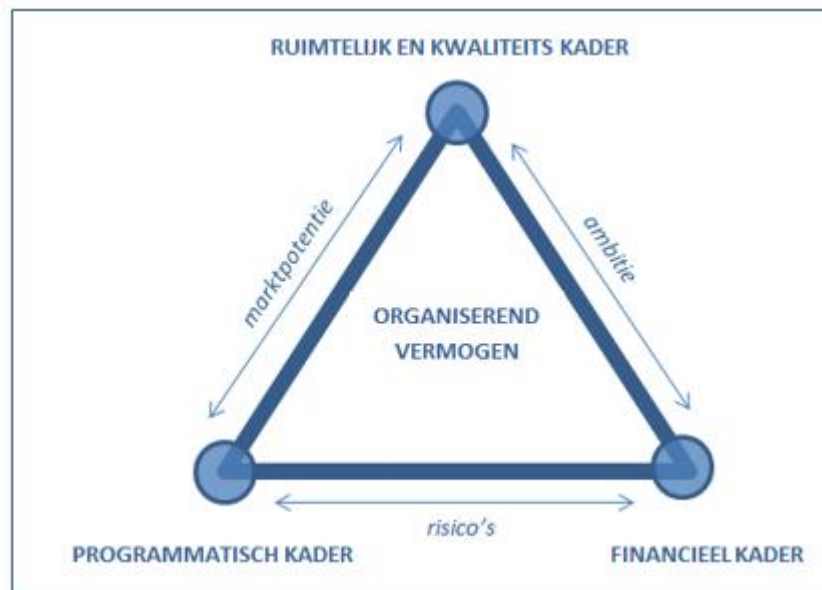 RUIMTELIJK EN KWALITEITS KADER
marktpotentie
ambitie
ORGANISEREND
VERMOGEN
risico's
PROGRAMMATISCH KADER
FINANCIEEL KADER